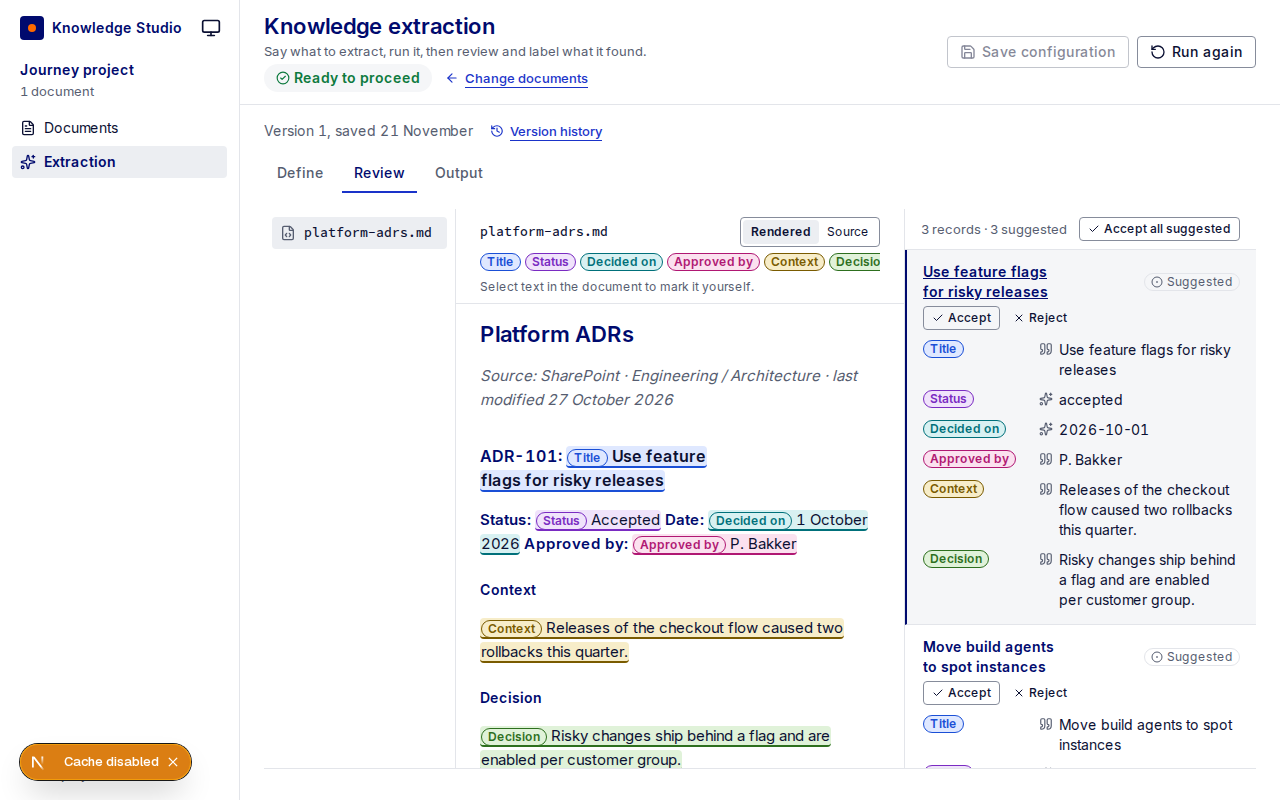 Knowledge Studio
Journey project
1 document
Documents
Extraction
Cache disabled
Knowledge extraction
Say what to extract, run it, then review and label what it found.
Ready to proceed
Change documents
Save configuration
Run again
Version 1, saved 21 November
Version history
Define
Review
Output
platform-adrs.md
platform-adrs.md
Rendered
Source
Title
Status
Decided on
Approved by
Context
Decisio
Select text in the document to mark it yourself.
Platform ADRs
Source: SharePoint · Engineering / Architecture · last
modified 27 October 2026
ADR-101: Title Use feature
flags for risky releases
Status: Status Accepted Date: Decided on 1 October
2026 Approved by: Approved by P. Bakker
Context
Context Releases of the checkout flow caused two
rollbacks this quarter.
Decision
Decision Risky changes ship behind a flag and are
enabled per customer group.
3 records · 3 suggested
Accept all suggested
Use feature flags
for risky releases
Suggested
Accept
Reject
Title
Use feature flags for risky
releases
Status
accepted
Decided on
2026-10-01
Approved by
P. Bakker
Context
Releases of the checkout
flow caused two rollbacks
this quarter.
Decision
Risky changes ship behind
a flag and are enabled
per customer group.
Move build agents
to spot instances
Suggested
Accept
Reject
Title
Move build agents to spot
instances